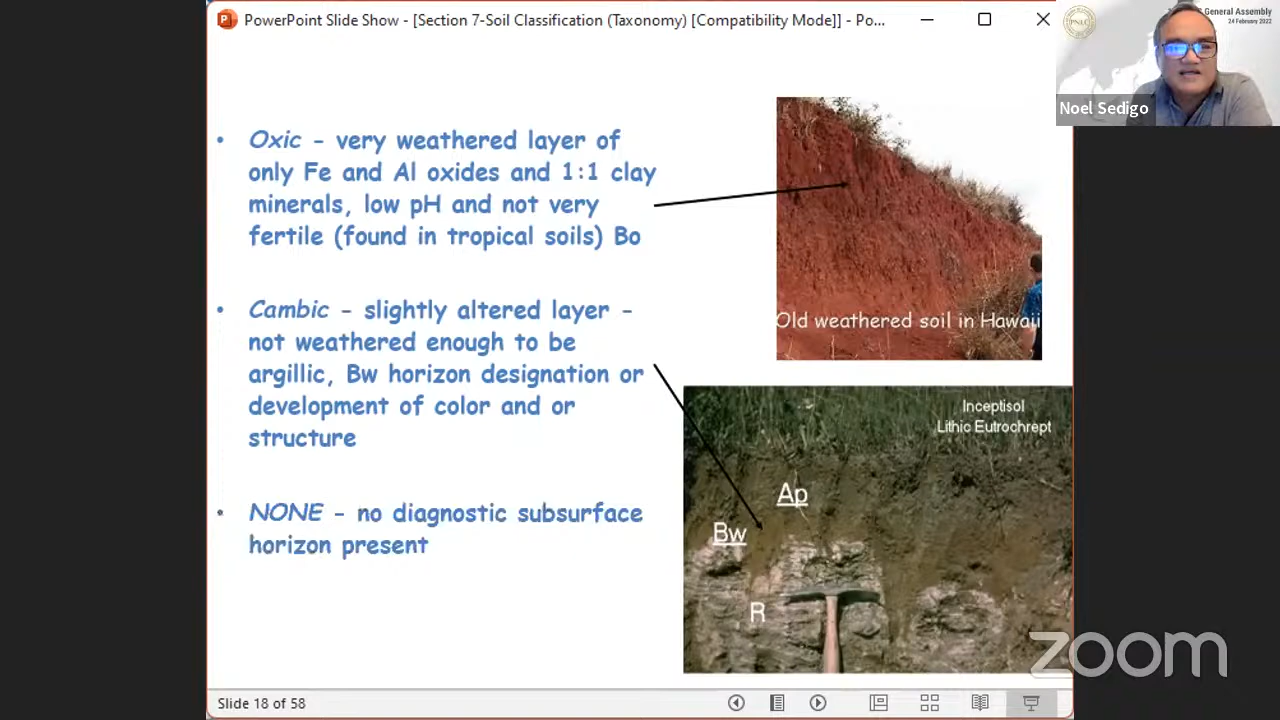 PowerPoint Slide Show - [Section 7-Soil Classification (Taxonomy) [Compatibility Mode]] - Po...
General Assembly
24 February 2022
Noel Sedigo
• Oxic - very weathered layer of
only Fe and Al oxides and 1:1 clay
minerals, low pH and not very
fertile (found in tropical soils) Bo
Old weathered soil in Hawaii
• Cambic - slightly altered layer -
not weathered enough to be
argillic, Bw horizon designation or
development of color and or
structure
• NONE - no diagnostic subsurface
horizon present
Inceptisol
Lithic Eutrochrept
Ap
Bw
R
zoom
Slide 18 of 58